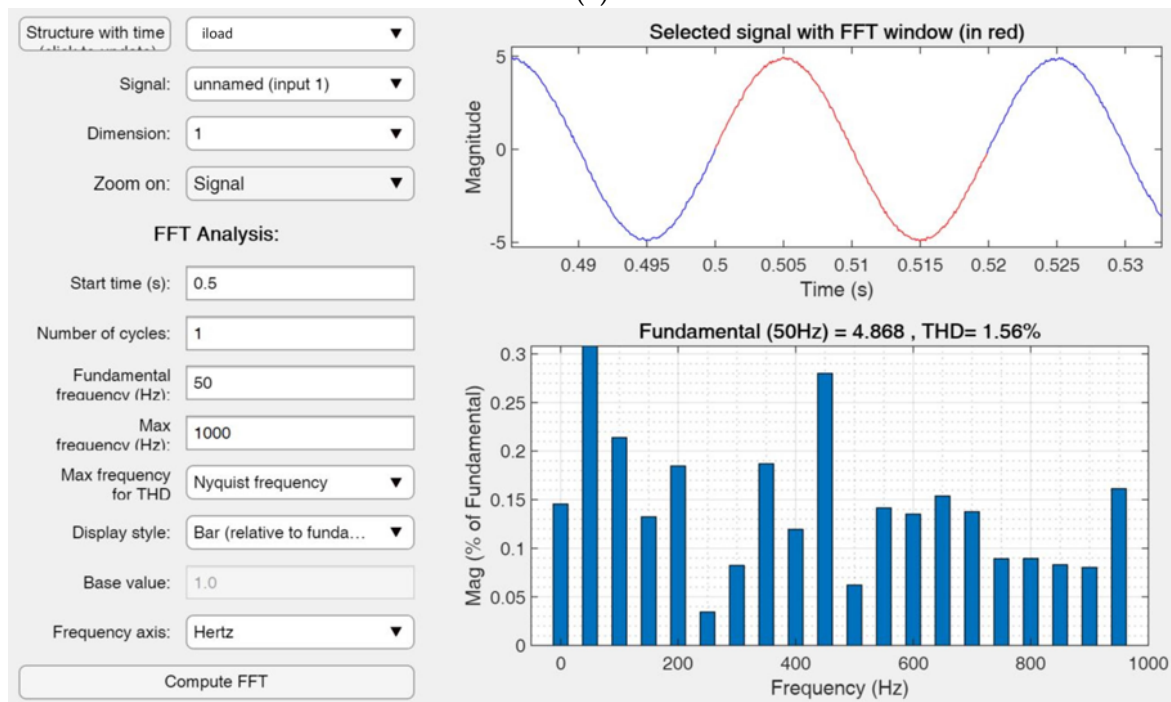 Structure with time
iload
Signal:
unnamed (input 1)
Dimension:
1
Zoom on:
Signal
FFT Analysis:
Start time (s):
0.5
Number of cycles:
1
Fundamental
frequency (Hz):
50
Max
frequency (Hz):
1000
Max frequency
for THD
Nyquist frequency
Display style:
Bar (relative to funda...
Base value:
1.0
Frequency axis:
Hertz
Compute FFT
Selected signal with FFT window (in red)
Magnitude
5
0
-5
0.49 0.495 0.5 0.505 0.51 0.515 0.52 0.525 0.53
Time (s)
Fundamental (50Hz) = 4.868 , THD= 1.56%
Mag (% of Fundamental)
0.3
0.25
0.2
0.15
0.1
0.05
0
0 200 400 600 800 1000
Frequency (Hz)